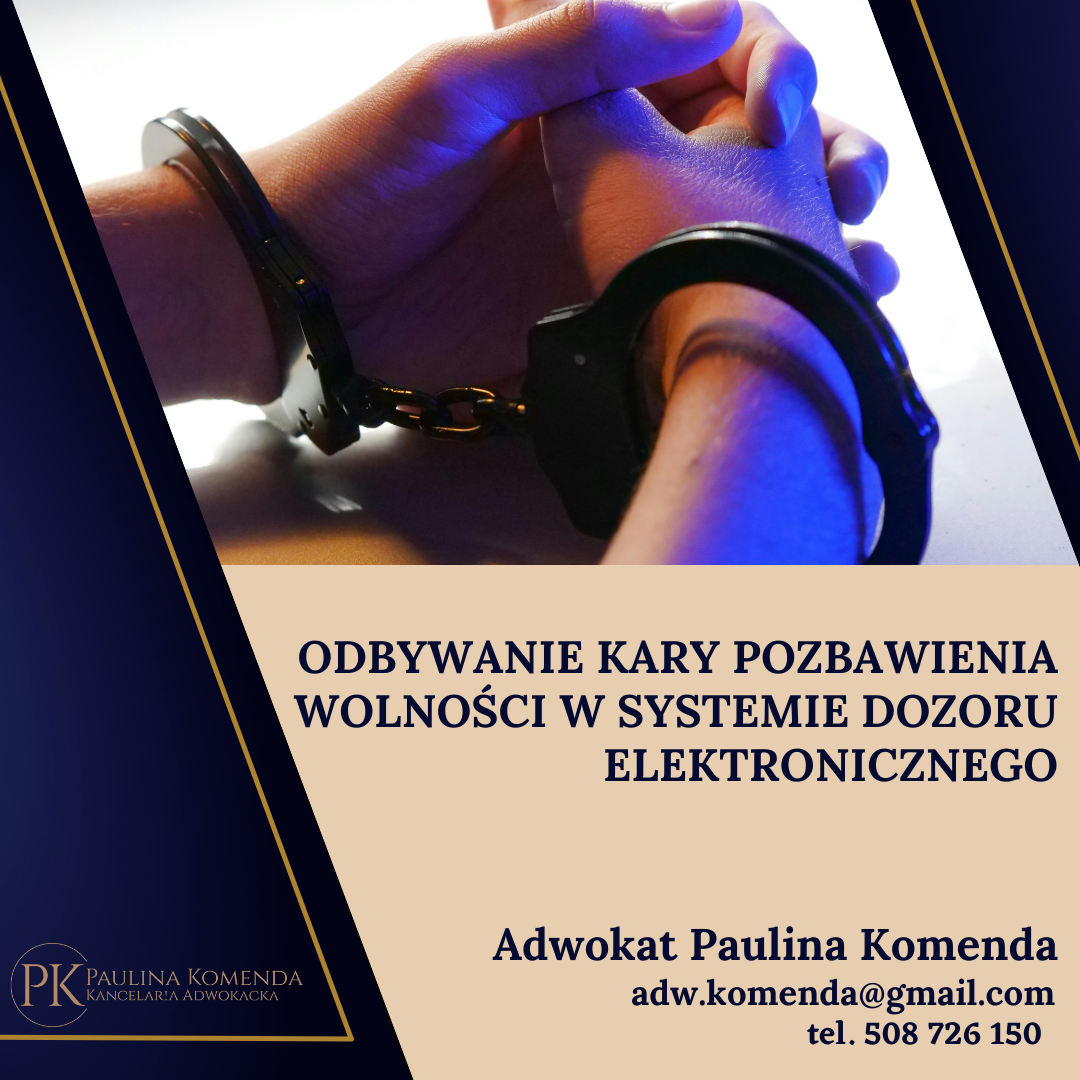 ODBYWANIE KARY POZBAWIENIA
WOLNOŚCI W SYSTEMIE DOZORU
ELEKTRONICZNEGO
Adwokat Paulina Komenda
adw.komenda@gmail.com
tel. 508 726 150
PK
PAULINA KOMENDA
KANCELARIA ADWOKACKA